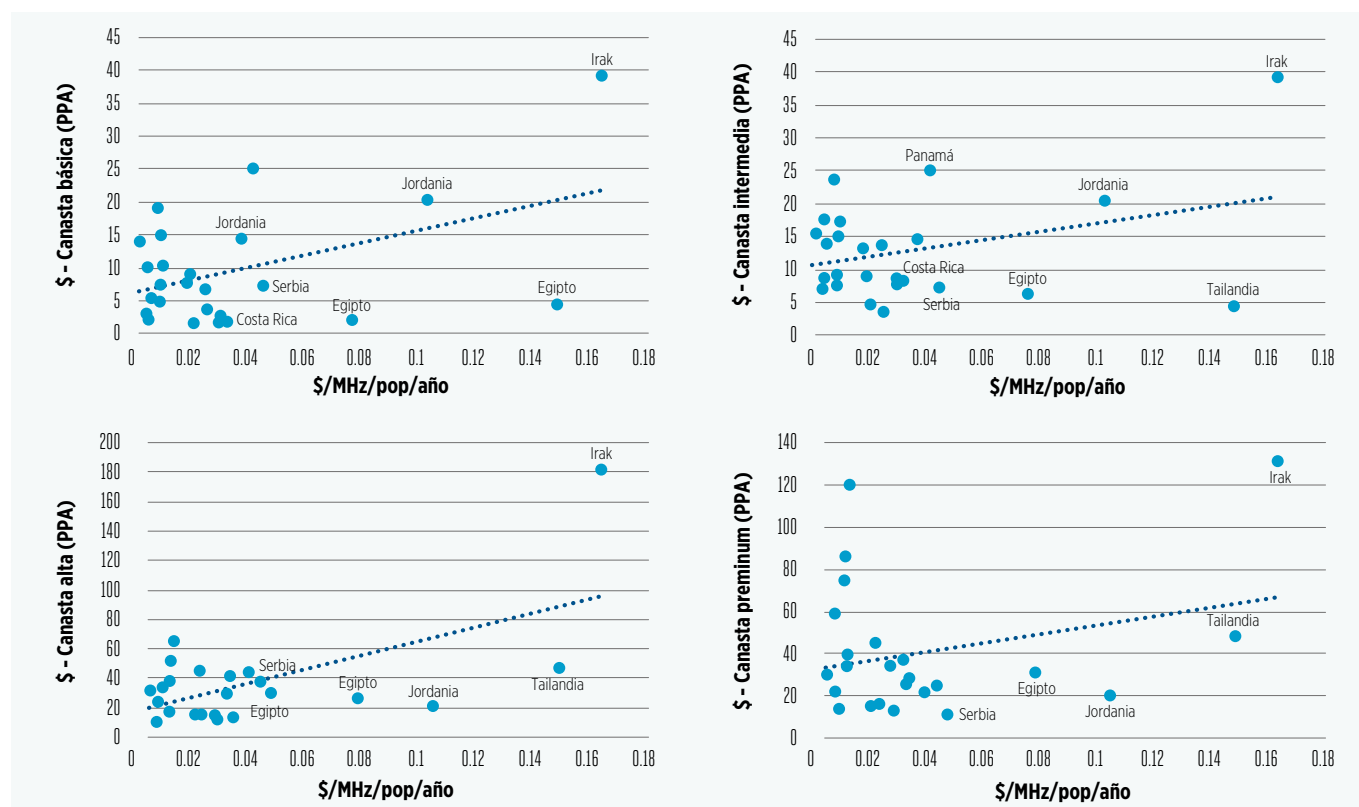 $ - Canasta básica (PPA)
45
40
35
30
25
20
15
10
5
0
Irak
Jordania
Jordania
Serbia
Egipto
Egipto
Costa Rica
0 0.02 0.04 0.06 0.08 0.1 0.12 0.14 0.16 0.18
$/MHz/pop/año
$ - Canasta intermedia (PPA)
45
40
35
30
25
20
15
10
5
0
Irak
Panamá
Jordania
Costa Rica
Egipto
Tailandia
Serbia
0 0.02 0.04 0.06 0.08 0.1 0.12 0.14 0.16 0.18
$/MHz/pop/año
$ - Canasta alta (PPA)
200
180
160
140
120
100
80
60
40
20
0
Irak
Serbia
Egipto
Jordania
Tailandia
Egipto
0 0.02 0.04 0.06 0.08 0.1 0.12 0.14 0.16 0.18
$/MHz/pop/año
$ - Canasta preminum (PPA)
140
120
100
80
60
40
20
0
Irak
Tailandia
Egipto
Jordania
Serbia
0 0.02 0.04 0.06 0.08 0.1 0.12 0.14 0.16 0.18
$/MHz/pop/año